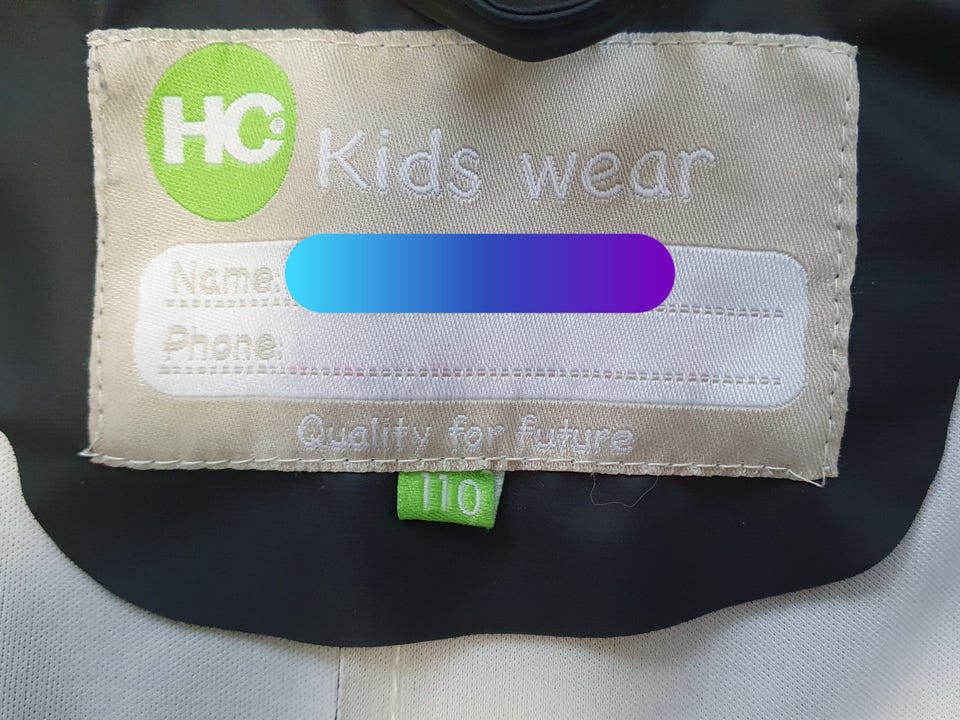 HC Kids wear
Name:
Phone:
Quality for future
110